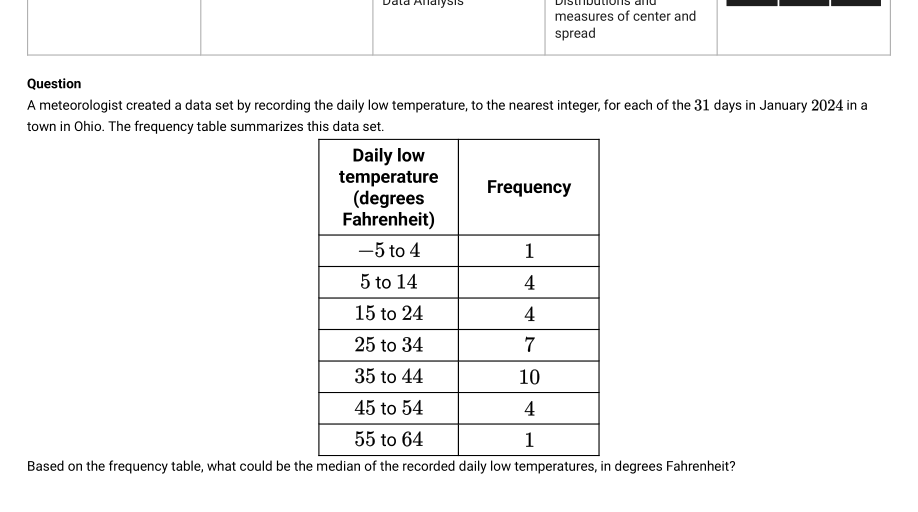 Data Analysis
Distributions and
measures of center and
spread
Question
A meteorologist created a data set by recording the daily low temperature, to the nearest integer, for each of the 31 days in January 2024 in a
town in Ohio. The frequency table summarizes this data set.
Daily low
temperature
(degrees
Fahrenheit)
Frequency
−5 to 4
1
5 to 14
4
15 to 24
4
25 to 34
7
35 to 44
10
45 to 54
4
55 to 64
1
Based on the frequency table, what could be the median of the recorded daily low temperatures, in degrees Fahrenheit?